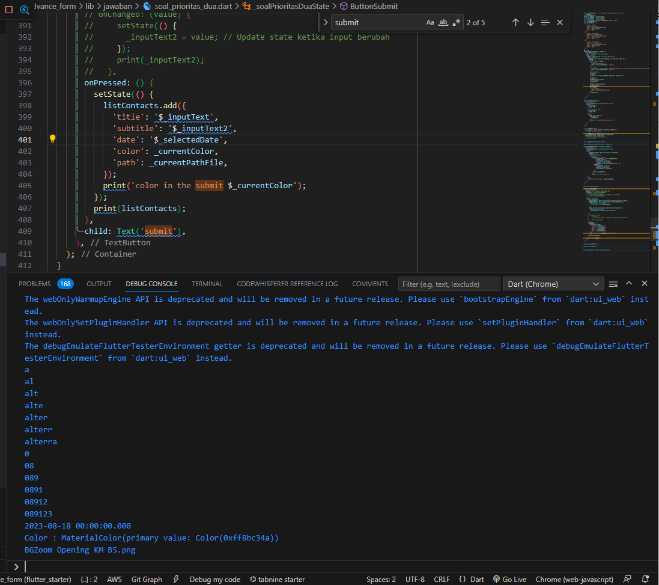 dvance_form > lib > jawaban > soal_prioritas_dua.dart > _soalPrioritasDuaState > ButtonSubmit
submit Aa ab 2 of 5
391 // setState(() {
392 // _inputText2 = value; // Update state ketika input berubah
393 // });
394 // print(_inputText2);
395 // },
396 onPressed: () {
397 setState(() {
398 listContacts.add({
399 'title': '$_inputText',
400 'subtitle': '$_inputText2',
401 'date': '$_selectedDate',
402 'color': _currentColor,
403 'path': _currentPathFile,
404 });
405 print('color in the submit $_currentColor');
406 });
407 print(listContacts);
408 },
409 child: Text('submit'),
410 ), // TextButton
411 ); // Container
412 }
PROBLEMS 168 OUTPUT DEBUG CONSOLE TERMINAL CODEWHISPERER REFERENCE LOG COMMENTS Filter (e.g. text, !exclude) Dart (Chrome)
The webOnlyWarmupEngine API is deprecated and will be removed in a future release. Please use `bootstrapEngine` from `dart:ui_web` inst
ead.
The webOnlySetPluginHandler API is deprecated and will be removed in a future release. Please use `setPluginHandler` from `dart:ui_web`
instead.
The debugEmulateFlutterTesterEnvironment getter is deprecated and will be removed in a future release. Please use `debugEmulateFlutterT
esterEnvironment` from `dart:ui_web` instead.
a
al
alt
alte
alter
alterr
alterra
0
08
089
0891
08912
089123
2023-08-18 00:00:00.000
Color : MaterialColor(primary value: Color(0xff8bc34a))
BGZoom Opening KM B5.png
>
e_form (flutter_starter) {..}: 2 AWS Git Graph Debug my code tabnine starter Spaces: 2 UTF-8 CRLF {} Dart Go Live Chrome (web-javascript)